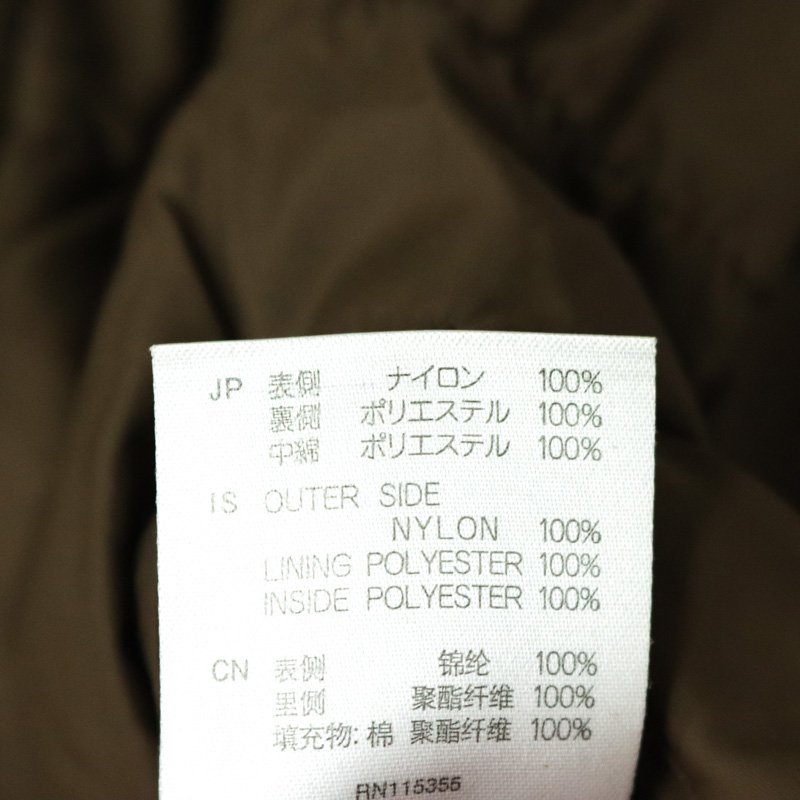 JP 表側 ナイロン 100%
裏側 ポリエステル 100%
中綿 ポリエステル 100%
IS OUTER SIDE
NYLON 100%
LINING POLYESTER 100%
INSIDE POLYESTER 100%
CN 表侧 锦纶 100%
里侧 聚酯纤维 100%
填充物: 棉 聚酯纤维 100%
RN115355